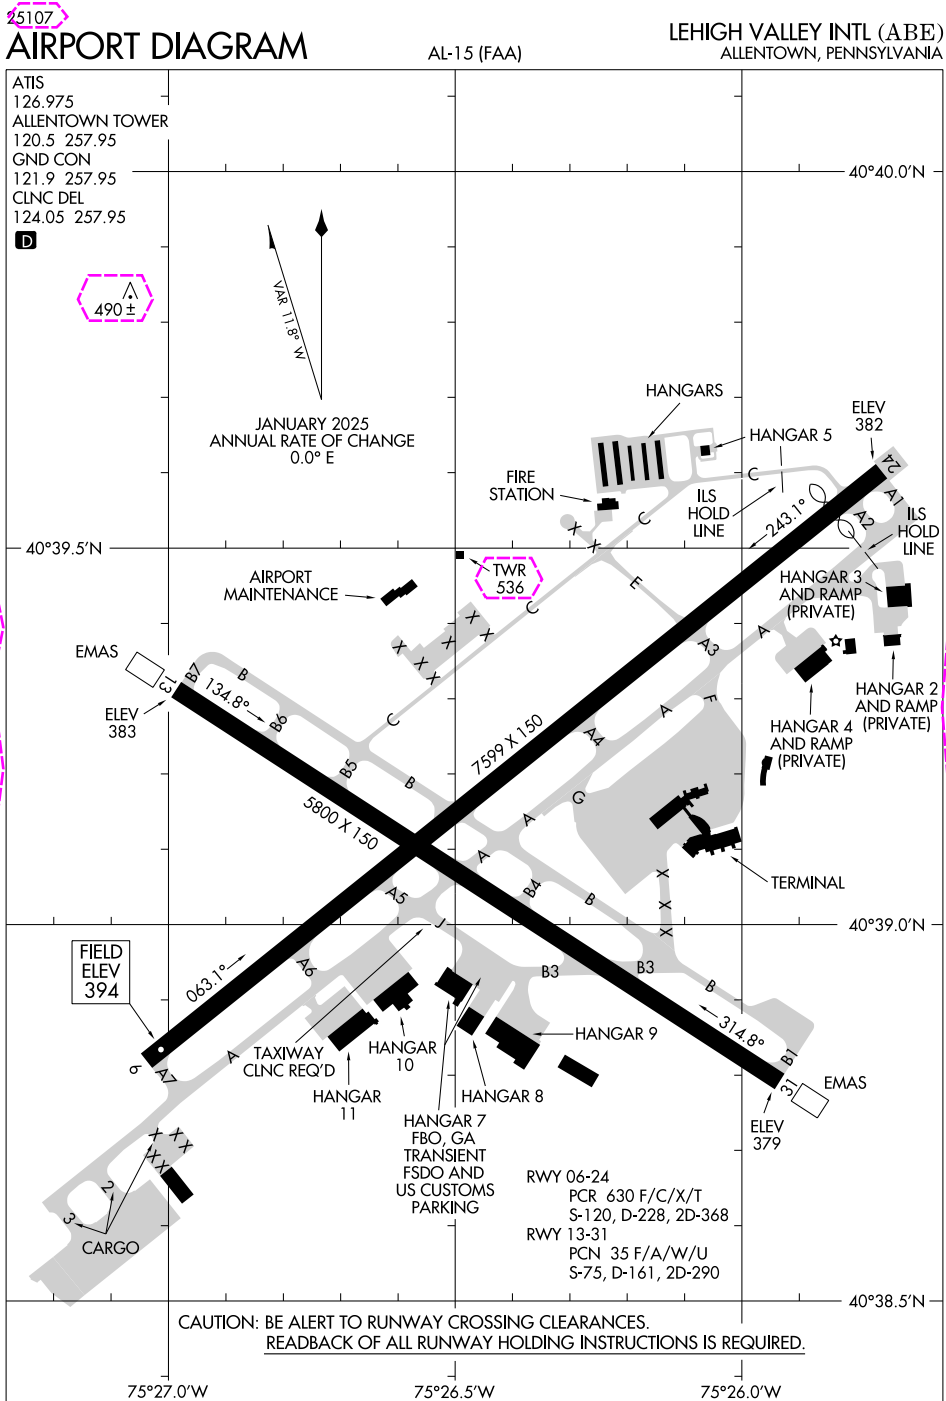 25107
AIRPORT DIAGRAM
AL-15 (FAA)
LEHIGH VALLEY INTL (ABE)
ALLENTOWN, PENNSYLVANIA
ATIS
126.975
ALLENTOWN TOWER
120.5 257.95
GND CON
121.9 257.95
CLNC DEL
124.05 257.95
D
40°40.0'N
490 ±
VAR 11.8° W
JANUARY 2025
ANNUAL RATE OF CHANGE
0.0° E
HANGARS
HANGAR 5
ELEV
382
24
C
A1
A2
FIRE
STATION
ILS
HOLD
LINE
243.1°
ILS
HOLD
LINE
X
X
C
40°39.5'N
TWR
536
AIRPORT
MAINTENANCE
E
C
HANGAR 3
AND RAMP
(PRIVATE)
X
X
X
X
X
X
A
A3
EMAS
13
B7
B
134.8°
B6
ELEV
383
C
F
A
HANGAR 2
AND RAMP
(PRIVATE)
HANGAR 4
AND RAMP
(PRIVATE)
7599 X 150
A4
B5
B
G
5800 X 150
A
A
TERMINAL
X
X
X
A5
B4
B
J
40°39.0'N
FIELD
ELEV
394
063.1°
A6
B3
B3
B
314.8°
HANGAR 9
TAXIWAY
CLNC REQ'D
HANGAR
10
HANGAR
11
HANGAR 8
A
6
A7
B1
31
EMAS
ELEV
379
HANGAR 7
FBO, GA
TRANSIENT
FSDO AND
US CUSTOMS
PARKING
X
X
X
X
X
2
3
CARGO
RWY 06-24
PCR 630 F/C/X/T
S-120, D-228, 2D-368
RWY 13-31
PCN 35 F/A/W/U
S-75, D-161, 2D-290
40°38.5'N
CAUTION: BE ALERT TO RUNWAY CROSSING CLEARANCES.
READBACK OF ALL RUNWAY HOLDING INSTRUCTIONS IS REQUIRED.
75°27.0'W
75°26.5'W
75°26.0'W